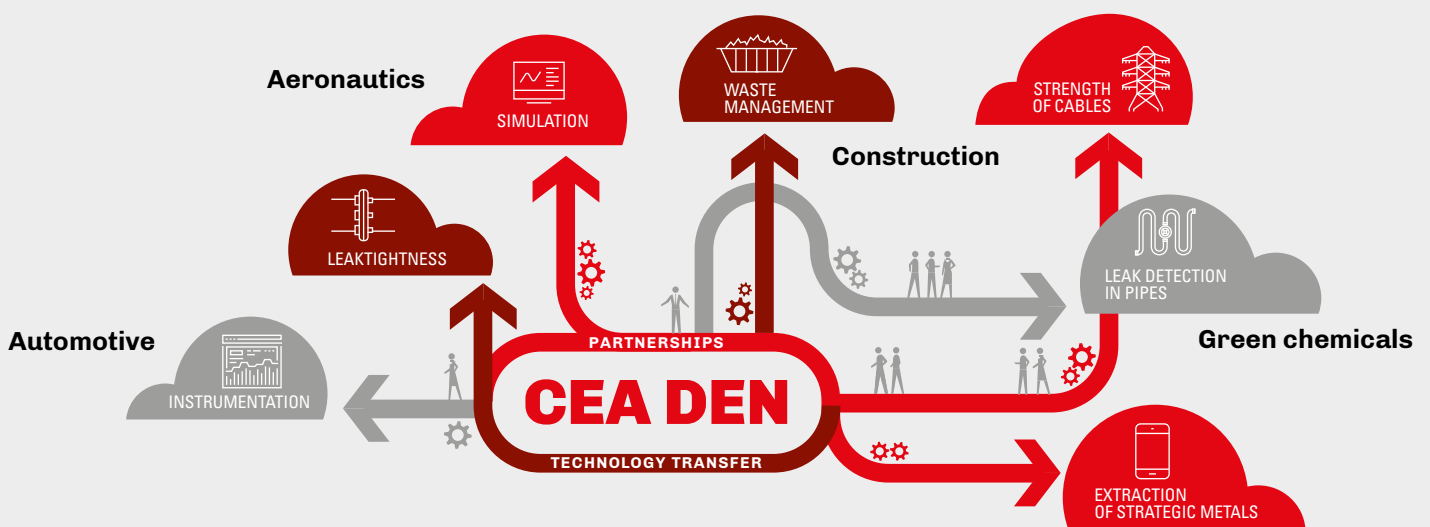 Aeronautics
SIMULATION
WASTE
MANAGEMENT
STRENGTH
OF CABLES
Construction
LEAKTIGHTNESS
LEAK DETECTION
IN PIPES
Automotive
INSTRUMENTATION
Green chemicals
PARTNERSHIPS
CEA DEN
TECHNOLOGY TRANSFER
EXTRACTION
OF STRATEGIC METALS